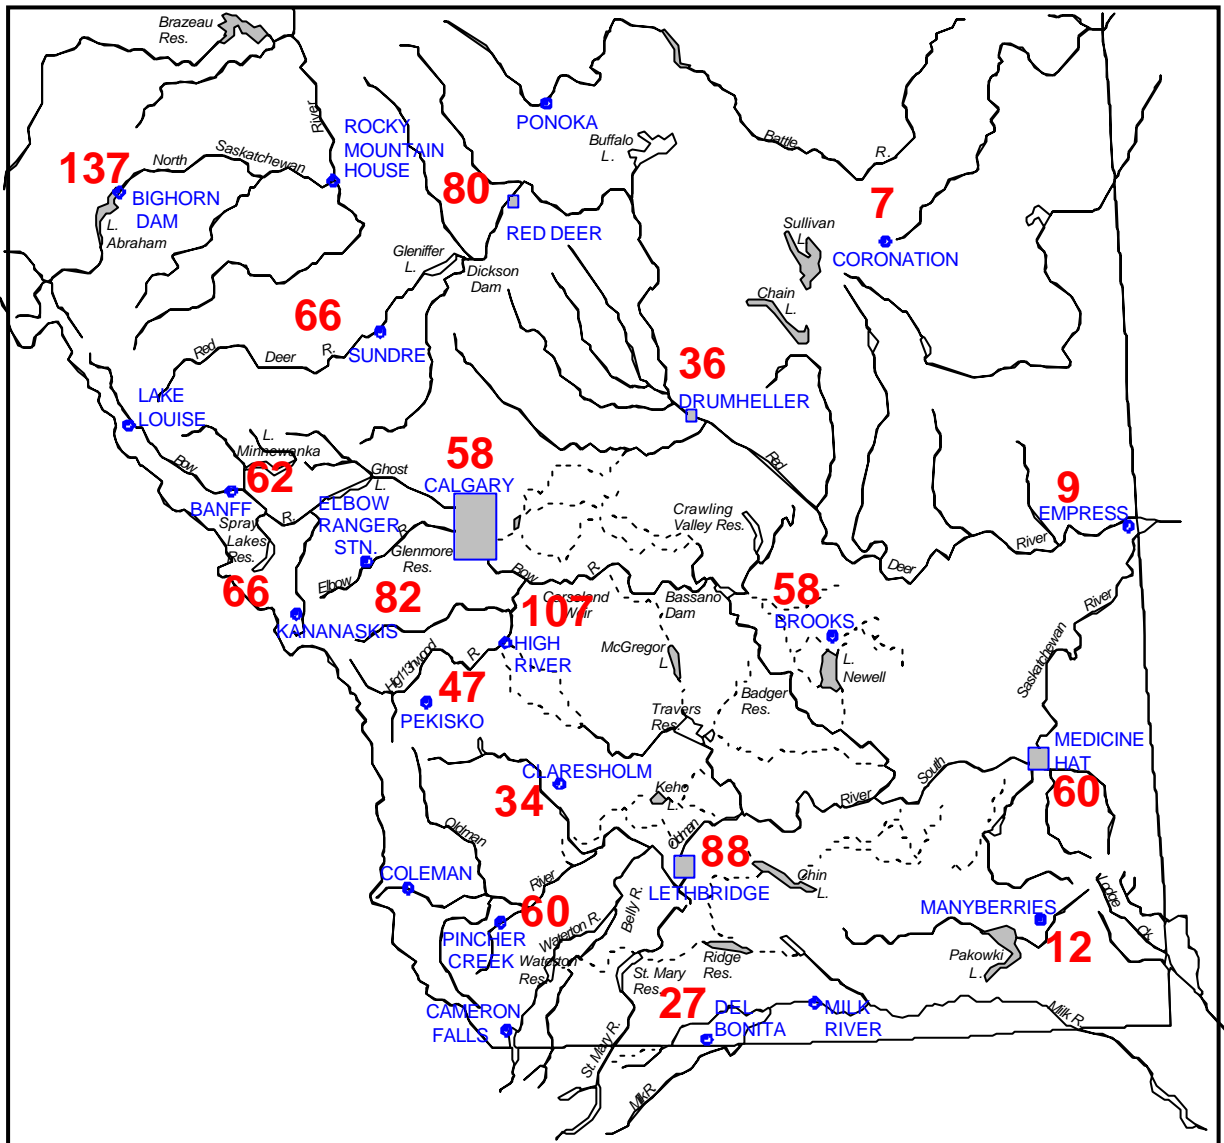 Brazeau
Res.
River
ROCKY
MOUNTAIN
HOUSE
PONOKA
Buffalo
L.
Battle
R.
137
North
Saskatchewan
BIGHORN
DAM
L.
Abraham
80
RED DEER
7
Sullivan
L.
CORONATION
Gleniffer
L.
Dickson
Dam
Chain
L.
66
SUNDRE
Red
Deer
R.
36
DRUMHELLER
LAKE
LOUISE
L.
Minnewanka
Bow
62
BANFF
Ghost
L.
58
CALGARY
Red
9
EMPRESS
ELBOW
RANGER
STN.
R.
R.
Spray
Lakes
Res.
Glenmore
Res.
Elbow
Crawling
Valley Res.
River
Deer
66
KANANASKIS
82
Bow
R.
Carseland
Weir
Bassano
Dam
58
BROOKS
River
107
HIGH
RIVER
McGregor
L
L.
Newell
Saskatchewan
R.
47
PEKISKO
Travers
Res.
Badger
Res.
CLARESHOLM
34
Keho
L.
MEDICINE
HAT
60
South
River
Oldman
Oldman
88
LETHBRIDGE
Chin
L.
COLEMAN
River
60
PINCHER
CREEK
Waterton R.
Waterton
Res.
Belly R.
MANYBERRIES
12
Pakowki
L.
Lodge
Ck.
St. Mary
Res.
Ridge
Res.
27
DEL
BONITA
MILK
RIVER
Milk R.
CAMERON
FALLS
St. Mary R.
Milk R.